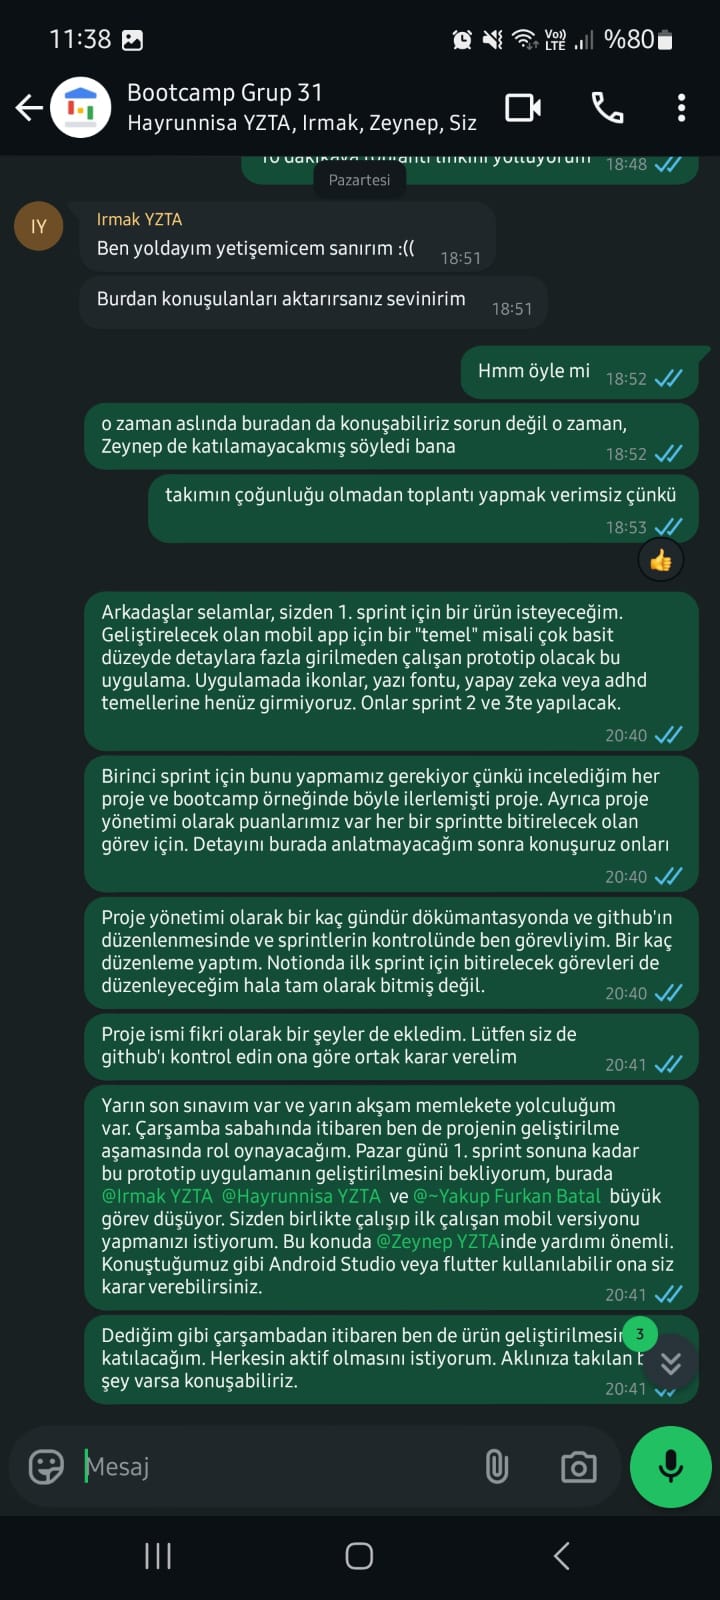 11:38
Vo)) LTE
%80
Bootcamp Grup 31
Hayrunnisa YZTA, Irmak, Zeynep, Siz
10 dakikaya toplantı linkini yolluyorum 18:48
Pazartesi
IY
Irmak YZTA
Ben yoldayım yetişemicem sanırım :((
18:51
Burdan konuşulanları aktarırsanız sevinirim
18:51
Hmm öyle mi 18:52
o zaman aslında buradan da konuşabiliriz sorun değil o zaman,
Zeynep de katılamayacakmış söyledi bana
18:52
takımın çoğunluğu olmadan toplantı yapmak verimsiz çünkü
18:53
Arkadaşlar selamlar, sizden 1. sprint için bir ürün isteyeceğim.
Geliştirelecek olan mobil app için bir "temel" misali çok basit
düzeyde detaylara fazla girilmeden çalışan prototip olacak bu
uygulama. Uygulamada ikonlar, yazı fontu, yapay zeka veya adhd
temellerine henüz girmiyoruz. Onlar sprint 2 ve 3te yapılacak.
20:40
Birinci sprint için bunu yapmamız gerekiyor çünkü incelediğim her
proje ve bootcamp örneğinde böyle ilerlemişti proje. Ayrıca proje
yönetimi olarak puanlarımız var her bir sprintte bitirelecek olan
görev için. Detayını burada anlatmayacağım sonra konuşuruz onları
20:40
Proje yönetimi olarak bir kaç gündür dökümantasyonda ve github'ın
düzenlenmesinde ve sprintlerin kontrolünde ben görevliyim. Bir kaç
düzenleme yaptım. Notionda ilk sprint için bitirelecek görevleri de
düzenleyeceğim hala tam olarak bitmiş değil.
20:40
Proje ismi fikri olarak bir şeyler de ekledim. Lütfen siz de
github'ı kontrol edin ona göre ortak karar verelim
20:41
Yarın son sınavım var ve yarın akşam memlekete yolculuğum
var. Çarşamba sabahında itibaren ben de projenin geliştirilme
aşamasında rol oynayacağım. Pazar günü 1. sprint sonuna kadar
bu prototip uygulamanın geliştirilmesini bekliyorum, burada
@Irmak YZTA @Hayrunnisa YZTA ve @~Yakup Furkan Batal büyük
görev düşüyor. Sizden birlikte çalışıp ilk çalışan mobil versiyonu
yapmanızı istiyorum. Bu konuda @Zeynep YZTAinde yardımı önemli.
Konuştuğumuz gibi Android Studio veya flutter kullanılabilir ona siz
karar verebilirsiniz.
20:41
Dediğim gibi çarşambadan itibaren ben de ürün geliştirilmesin
3
katılacağım. Herkesin aktif olmasını istiyorum. Aklınıza takılan b
şey varsa konuşabiliriz.
20:41
Mesaj